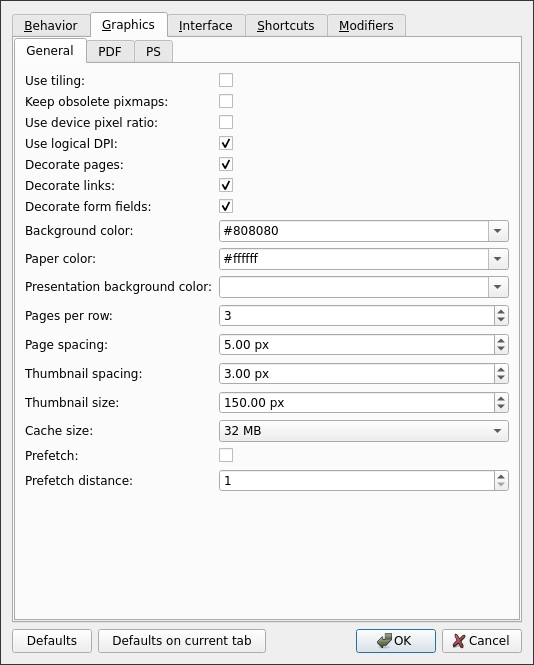 Behavior Graphics Interface Shortcuts Modifiers
General PDF PS
Use tiling:
Keep obsolete pixmaps:
Use device pixel ratio:
Use logical DPI:
Decorate pages:
Decorate links:
Decorate form fields:
Background color: #808080
Paper color: #ffffff
Presentation background color:
Pages per row: 3
Page spacing: 5.00 px
Thumbnail spacing: 3.00 px
Thumbnail size: 150.00 px
Cache size: 32 MB
Prefetch:
Prefetch distance: 1
Defaults Defaults on current tab OK Cancel